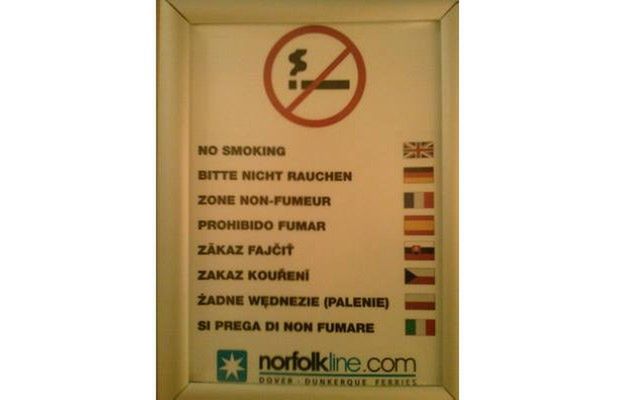 NO SMOKING
BITTE NICHT RAUCHEN
ZONE NON-FUMEUR
PROHIBIDO FUMAR
ZÁKAZ FAJČIŤ
ZAKAZ KOUŘENÍ
ŻADNE WĘDNEZIE (PALENIE)
SI PREGA DI NON FUMARE
norfolkline.com
DOVER - DUNKERQUE FERRIES